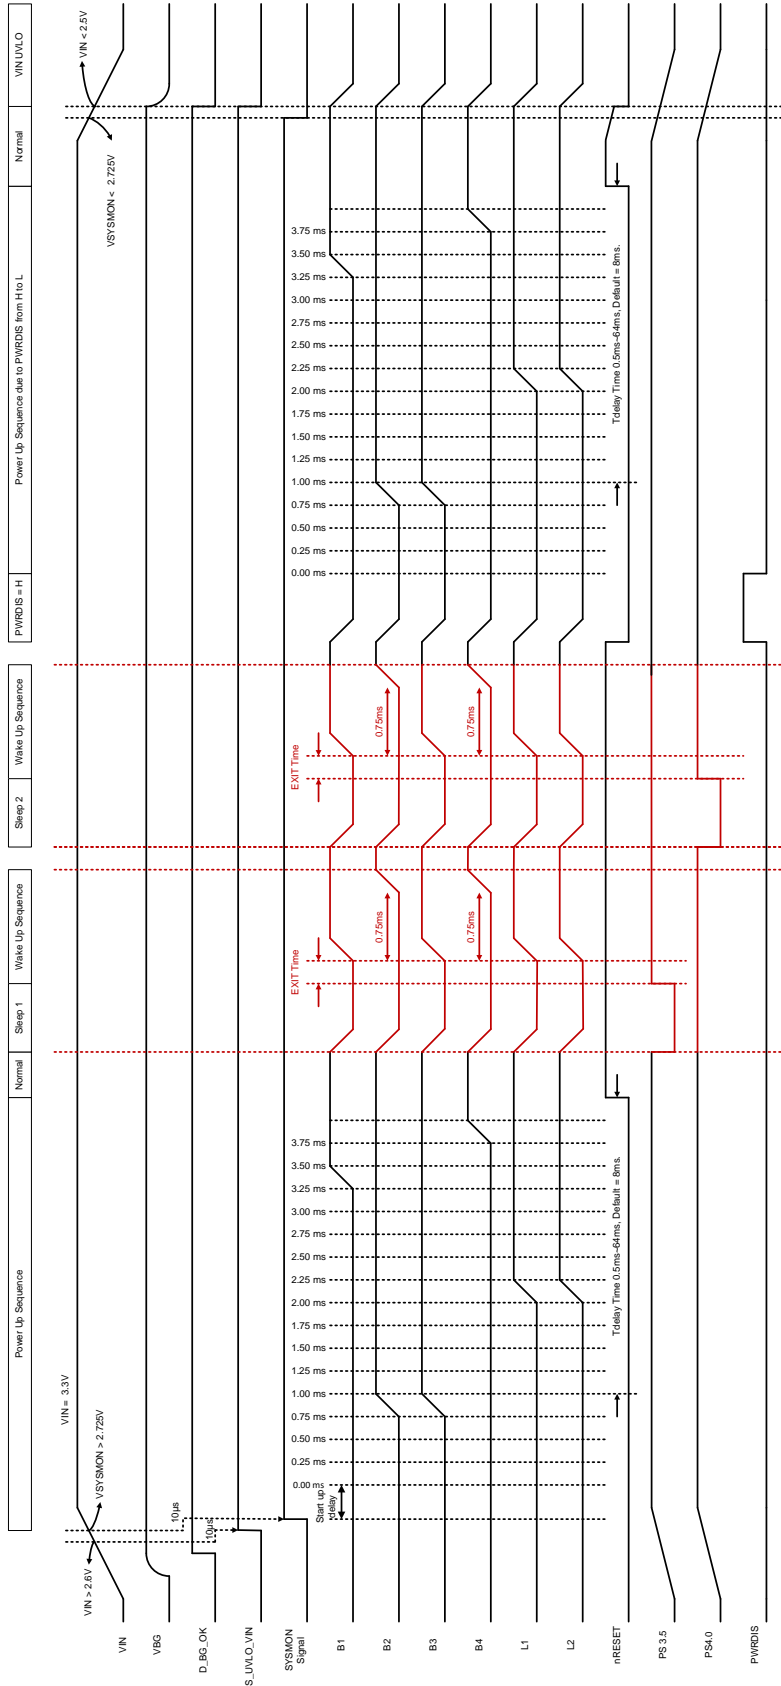 Power Up Sequence
Normal
Sleep 1
Wake Up Sequence
Sleep 2
Wake Up Sequence
PWRDIS = H
Power Up Sequence due to PWRDIS from H to L
Normal
VIN UVLO
VIN
VIN > 2.6V
VSYSMON > 2.725V
VIN = 3.3V
VSYSMON < 2.725V
VIN < 2.5V
VBG
D_BG_OK
10µs
10µs
S_UVLO_VIN
SYSMON
Signal
Start up
delay
0.00 ms
0.25 ms
0.50 ms
0.75 ms
1.00 ms
1.25 ms
1.50 ms
1.75 ms
2.00 ms
2.25 ms
2.50 ms
2.75 ms
3.00 ms
3.25 ms
3.50 ms
3.75 ms
EXIT Time
EXIT Time
0.00 ms
0.25 ms
0.50 ms
0.75 ms
1.00 ms
1.25 ms
1.50 ms
1.75 ms
2.00 ms
2.25 ms
2.50 ms
2.75 ms
3.00 ms
3.25 ms
3.50 ms
3.75 ms
B1
B2
0.75ms
0.75ms
B3
B4
0.75ms
0.75ms
L1
L2
nRESET
Tdelay Time 0.5ms~64ms, Default = 8ms.
Tdelay Time 0.5ms~64ms, Default = 8ms.
PS 3.5
PS4.0
PWRDIS